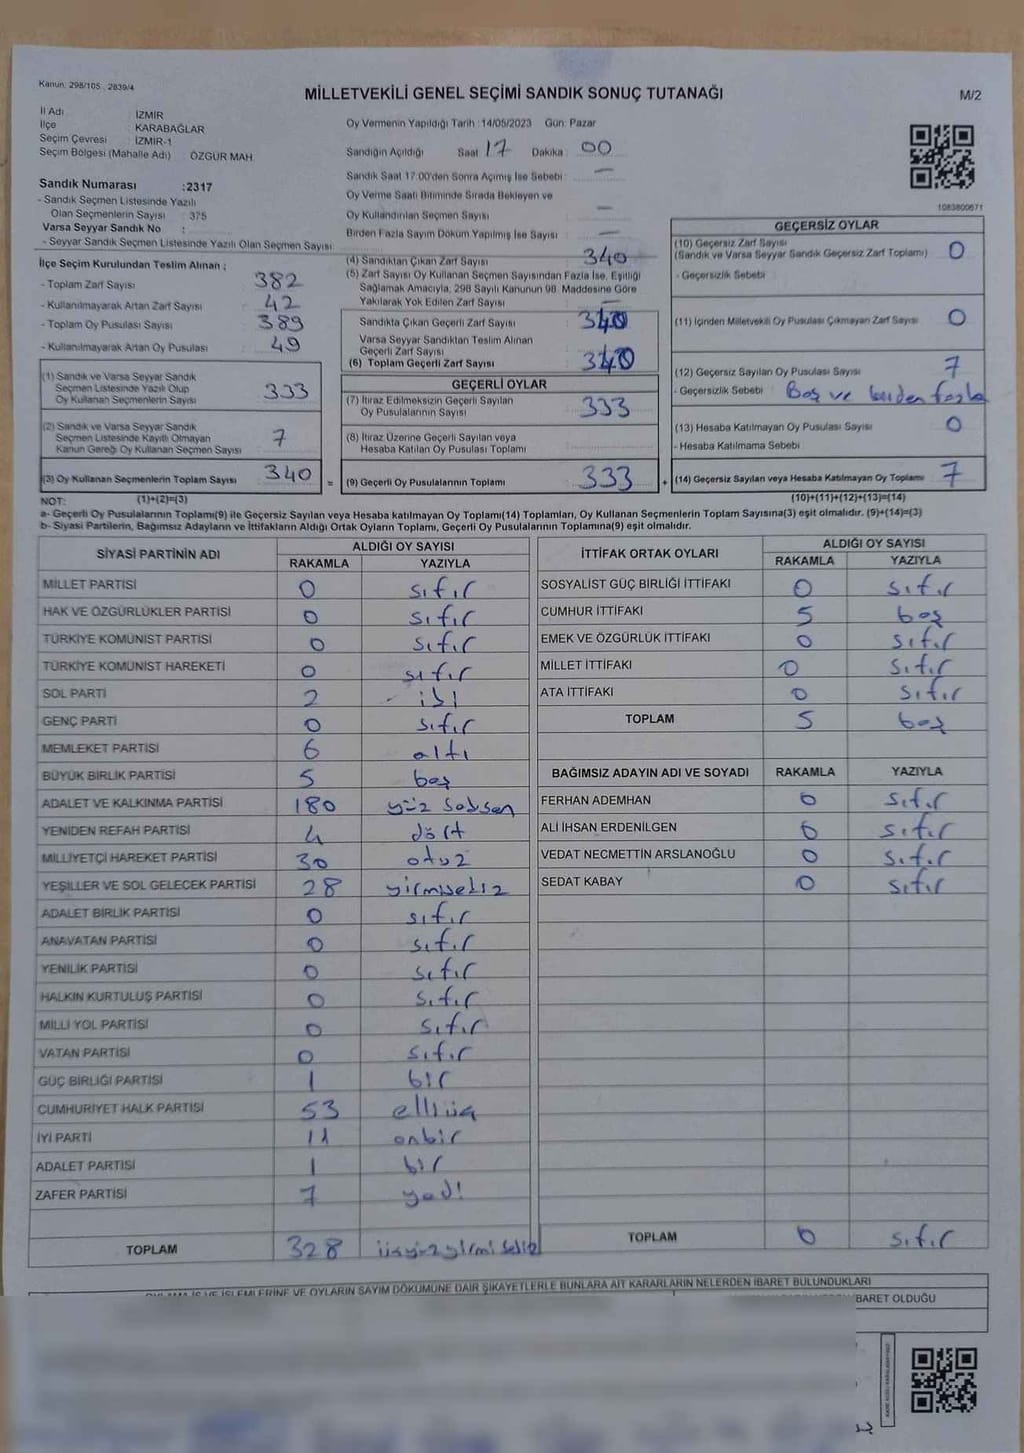 Kanun: 298/105 , 2839/4
MİLLETVEKİLİ GENEL SEÇİMİ SANDIK SONUÇ TUTANAĞI
M/2
İl Adı : İZMİR
İlçe : KARABAĞLAR
Seçim Çevresi : İZMİR-1
Seçim Bölgesi (Mahalle Adı) : ÖZGÜR MAH.
Sandık Numarası :2317
- Sandık Seçmen Listesinde Yazılı
Olan Seçmenlerin Sayısı : 375
Varsa Seyyar Sandık No :
- Seyyar Sandık Seçmen Listesinde Yazılı Olan Seçmen Sayısı:
Oy Vermenin Yapıldığı Tarih :14/05/2023 Gün: Pazar
Sandığın Açıldığı Saat 17 Dakika : 00
Sandık Saat 17:00'den Sonra Açımış İse Sebebi : —
Oy Verme Saati Bitiminde Sırada Bekleyen ve
Oy Kullandırılan Seçmen Sayısı —
Birden Fazla Sayım Döküm Yapılmış İse Sayısı : —
1083800671
İlçe Seçim Kurulundan Teslim Alınan ;
- Toplam Zarf Sayısı : 382
- Kullanılmayarak Artan Zarf Sayısı : 42
- Toplam Oy Pusulası Sayısı : 389
- Kullanılmayarak Artan Oy Pusulası : 49
(1) Sandık ve Varsa Seyyar Sandık
Seçmen Listesinde Yazılı Olup
Oy Kullanan Seçmenlerin Sayısı : 333
(2) Sandık ve Varsa Seyyar Sandık
Seçmen Listesinde Kayıtlı Olmayan
Kanun Gereği Oy Kullanan Seçmen Sayısı : 7
(3) Oy Kullanan Seçmenlerin Toplam Sayısı : 340
(4) Sandıktan Çıkan Zarf Sayısı : 340
(5) Zarf Sayısı Oy Kullanan Seçmen Sayısından Fazla İse, Eşitliği
Sağlamak Amacıyla, 298 Sayılı Kanunun 98. Maddesine Göre
Yakılarak Yok Edilen Zarf Sayısı : —
Sandıkta Çıkan Geçerli Zarf Sayısı : 340
Varsa Seyyar Sandıktan Teslim Alınan
Geçerli Zarf Sayısı
(6) Toplam Geçerli Zarf Sayısı : 340
GEÇERLİ OYLAR
(7) İtiraz Edilmeksizin Geçerli Sayılan
Oy Pusulalarının Sayısı : 333
(8) İtiraz Üzerine Geçerli Sayılan veya
Hesaba Katılan Oy Pusulası Toplamı
= (9) Geçerli Oy Pusulalarının Toplamı : 333
GEÇERSİZ OYLAR
(10) Geçersiz Zarf Sayısı
(Sandık ve Varsa Seyyar Sandık Geçersiz Zarf Toplamı) : 0
- Geçersizlik Sebebi
(11) İçinden Milletvekili Oy Pusulası Çıkmayan Zarf Sayısı 0
(12) Geçersiz Sayılan Oy Pusulası Sayısı : 7
- Geçersizlik Sebebi : Boş ve birden fazla
(13) Hesaba Katılmayan Oy Pusulası Sayısı : 0
- Hesaba Katılmama Sebebi
+ (14) Geçersiz Sayılan veya Hesaba Katılmayan Oy Toplamı : 7
NOT: (1)+(2)=(3)
(10)+(11)+(12)+(13)=(14)
a- Geçerli Oy Pusulalarının Toplamı(9) ile Geçersiz Sayılan veya Hesaba katılmayan Oy Toplamı(14) Toplamları, Oy Kullanan Seçmenlerin Toplam Sayısına(3) eşit olmalıdır. (9)+(14)=(3)
b- Siyasi Partilerin, Bağımsız Adayların ve İttifakların Aldığı Ortak Oyların Toplamı, Geçerli Oy Pusulalarının Toplamına(9) eşit olmalıdır.
SİYASİ PARTİNİN ADI
ALDIĞI OY SAYISI
RAKAMLA YAZIYLA
MİLLET PARTİSİ 0 sıfır
HAK VE ÖZGÜRLÜKLER PARTİSİ 0 sıfır
TÜRKİYE KOMÜNİST PARTİSİ 0 sıfır
TÜRKİYE KOMÜNİST HAREKETİ 0 sıfır
SOL PARTİ 2 - iki
GENÇ PARTİ 0 sıfır
MEMLEKET PARTİSİ 6 altı
BÜYÜK BİRLİK PARTİSİ 5 beş
ADALET VE KALKINMA PARTİSİ 180 yüz seksen
YENİDEN REFAH PARTİSİ 4 dört
MİLLİYETÇİ HAREKET PARTİSİ 30 otuz
YEŞİLLER VE SOL GELECEK PARTİSİ 28 yirmisekiz
ADALET BİRLİK PARTİSİ 0 sıfır
ANAVATAN PARTİSİ 0 sıfır
YENİLİK PARTİSİ 0 sıfır
HALKIN KURTULUŞ PARTİSİ 0 sıfır
MİLLİ YOL PARTİSİ 0 sıfır
VATAN PARTİSİ 0 sıfır
GÜÇ BİRLİĞİ PARTİSİ 1 bir
CUMHURİYET HALK PARTİSİ 53 elliüç
İYİ PARTİ 11 onbir
ADALET PARTİSİ 1 bir
ZAFER PARTİSİ 7 yedi
TOPLAM 328 üçyüzyirmi sekiz
İTTİFAK ORTAK OYLARI
ALDIĞI OY SAYISI
RAKAMLA YAZIYLA
SOSYALİST GÜÇ BİRLİĞİ İTTİFAKI 0 sıfır
CUMHUR İTTİFAKI 5 beş
EMEK VE ÖZGÜRLÜK İTTİFAKI 0 sıfır
MİLLET İTTİFAKI 0 sıfır
ATA İTTİFAKI 0 sıfır
TOPLAM 5 beş
BAĞIMSIZ ADAYIN ADI VE SOYADI RAKAMLA YAZIYLA
FERHAN ADEMHAN 0 sıfır
ALİ İHSAN ERDENİLGEN 0 sıfır
VEDAT NECMETTİN ARSLANOĞLU 0 sıfır
SEDAT KABAY 0 sıfır
TOPLAM 0 sıfır
VE OYLARIN SAYIM DÖKÜMÜNE DAİR ŞİKAYETLERLE BUNLARA AİT KARARLARIN NELERDEN İBARET BULUNDUKLARI
BARET OLDUĞU